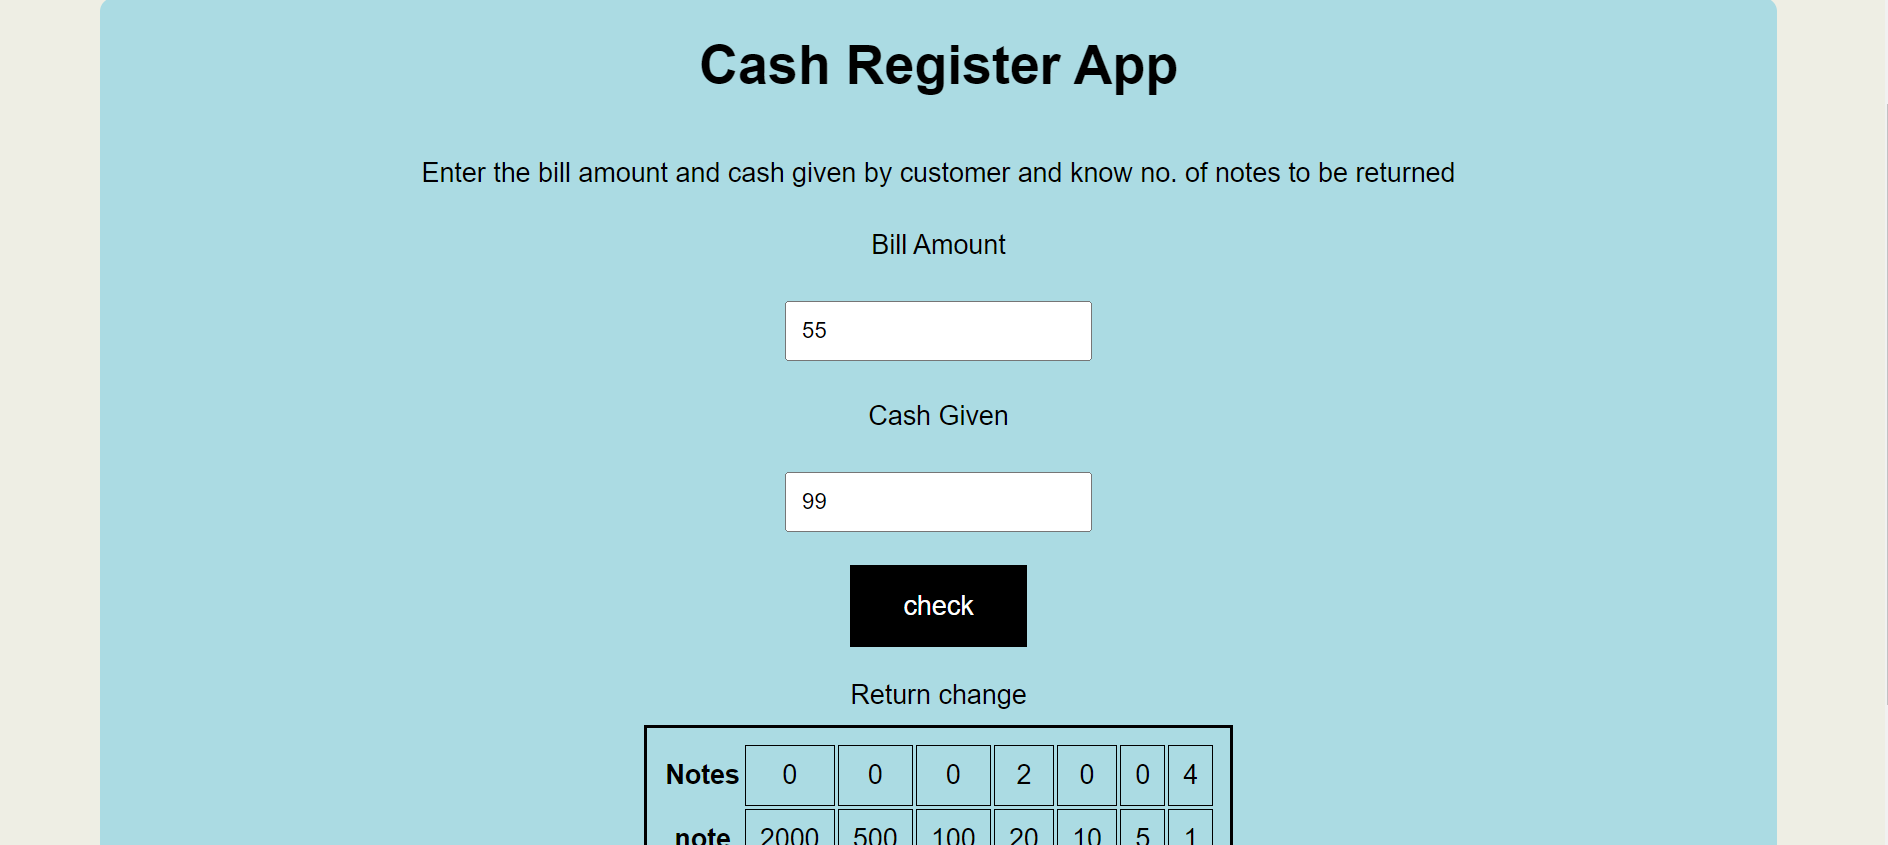 Cash Register App
Enter the bill amount and cash given by customer and know no. of notes to be returned
Bill Amount
55
Cash Given
99
check
Return change
Notes 0 0 0 2 0 0 4
note 2000 500 100 20 10 5 1